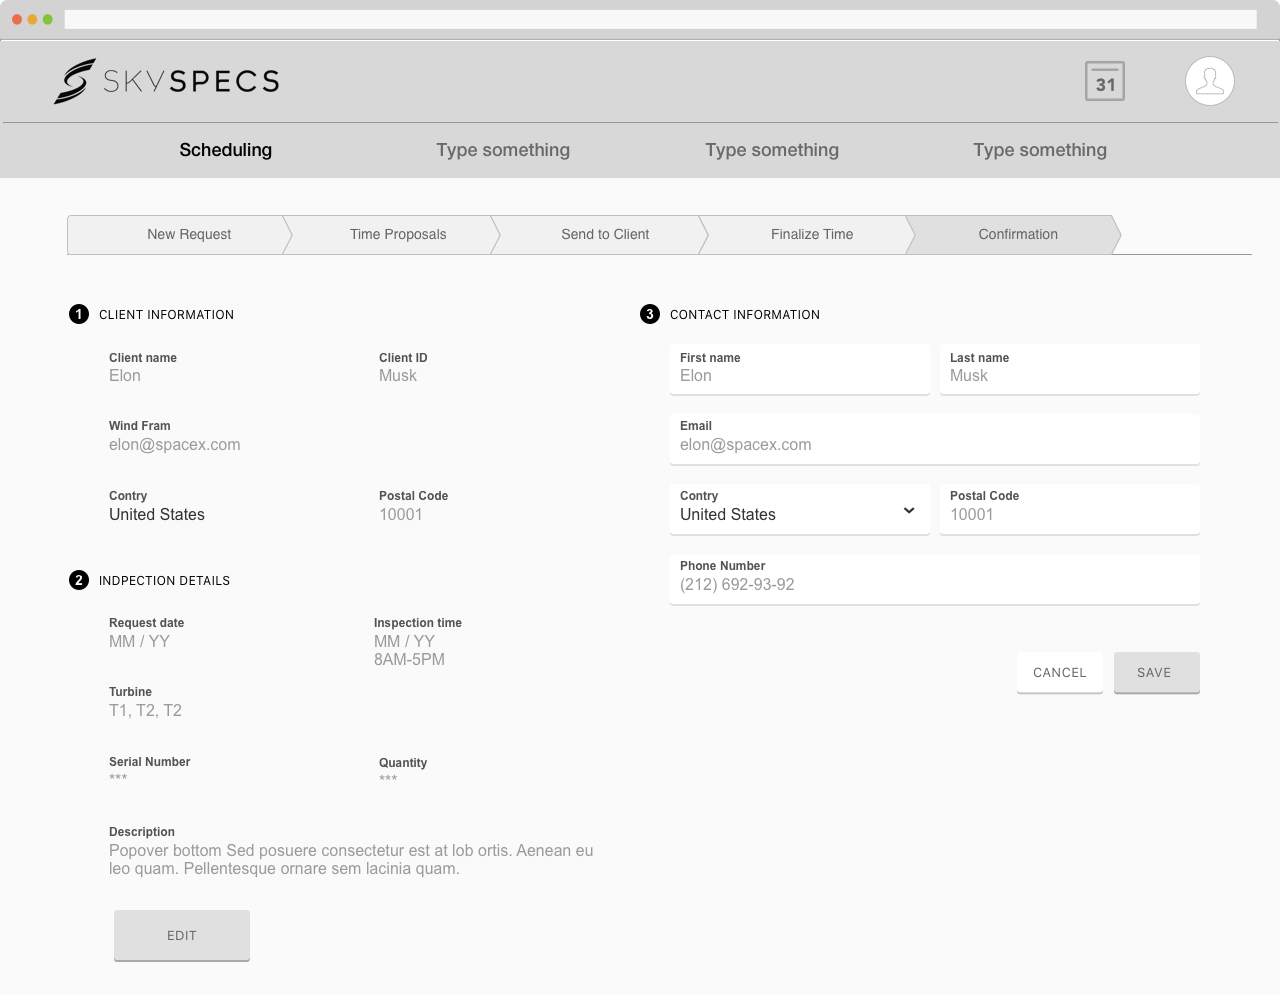 SKYSPECS
31
Scheduling Type something Type something Type something
New Request Time Proposals Send to Client Finalize Time Confirmation
1 CLIENT INFORMATION
Client name Client ID
Elon Musk
Wind Fram
elon@spacex.com
Contry Postal Code
United States 10001
2 INDPECTION DETAILS
Request date Inspection time
MM / YY MM / YY
8AM-5PM
Turbine
T1, T2, T2
Serial Number Quantity
*** ***
Description
Popover bottom Sed posuere consectetur est at lob ortis. Aenean eu
leo quam. Pellentesque ornare sem lacinia quam.
EDIT
3 CONTACT INFORMATION
First name Last name
Elon Musk
Email
elon@spacex.com
Contry Postal Code
United States 10001
Phone Number
(212) 692-93-92
CANCEL SAVE